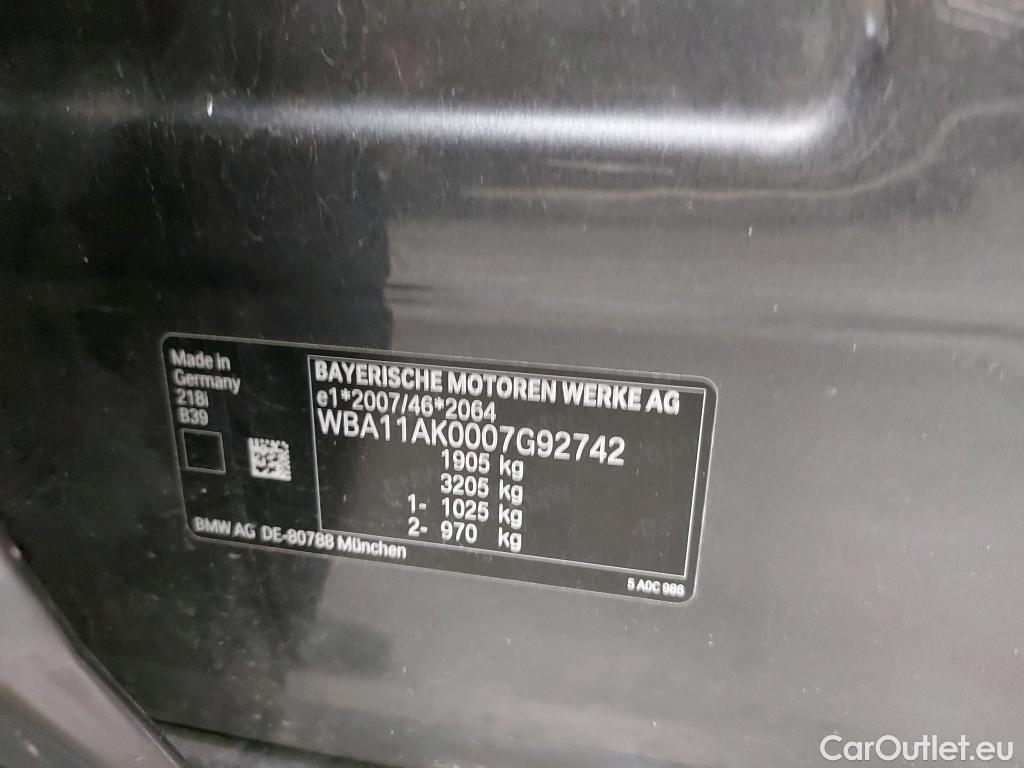 Made in
Germany
218i
B39
BAYERISCHE MOTOREN WERKE AG
e1*2007/46*2064
WBA11AK0007G92742
1905 kg
3205 kg
1- 1025 kg
2- 970 kg
BMW AG DE-80788 München
5 A0C 986
CarOutlet.eu